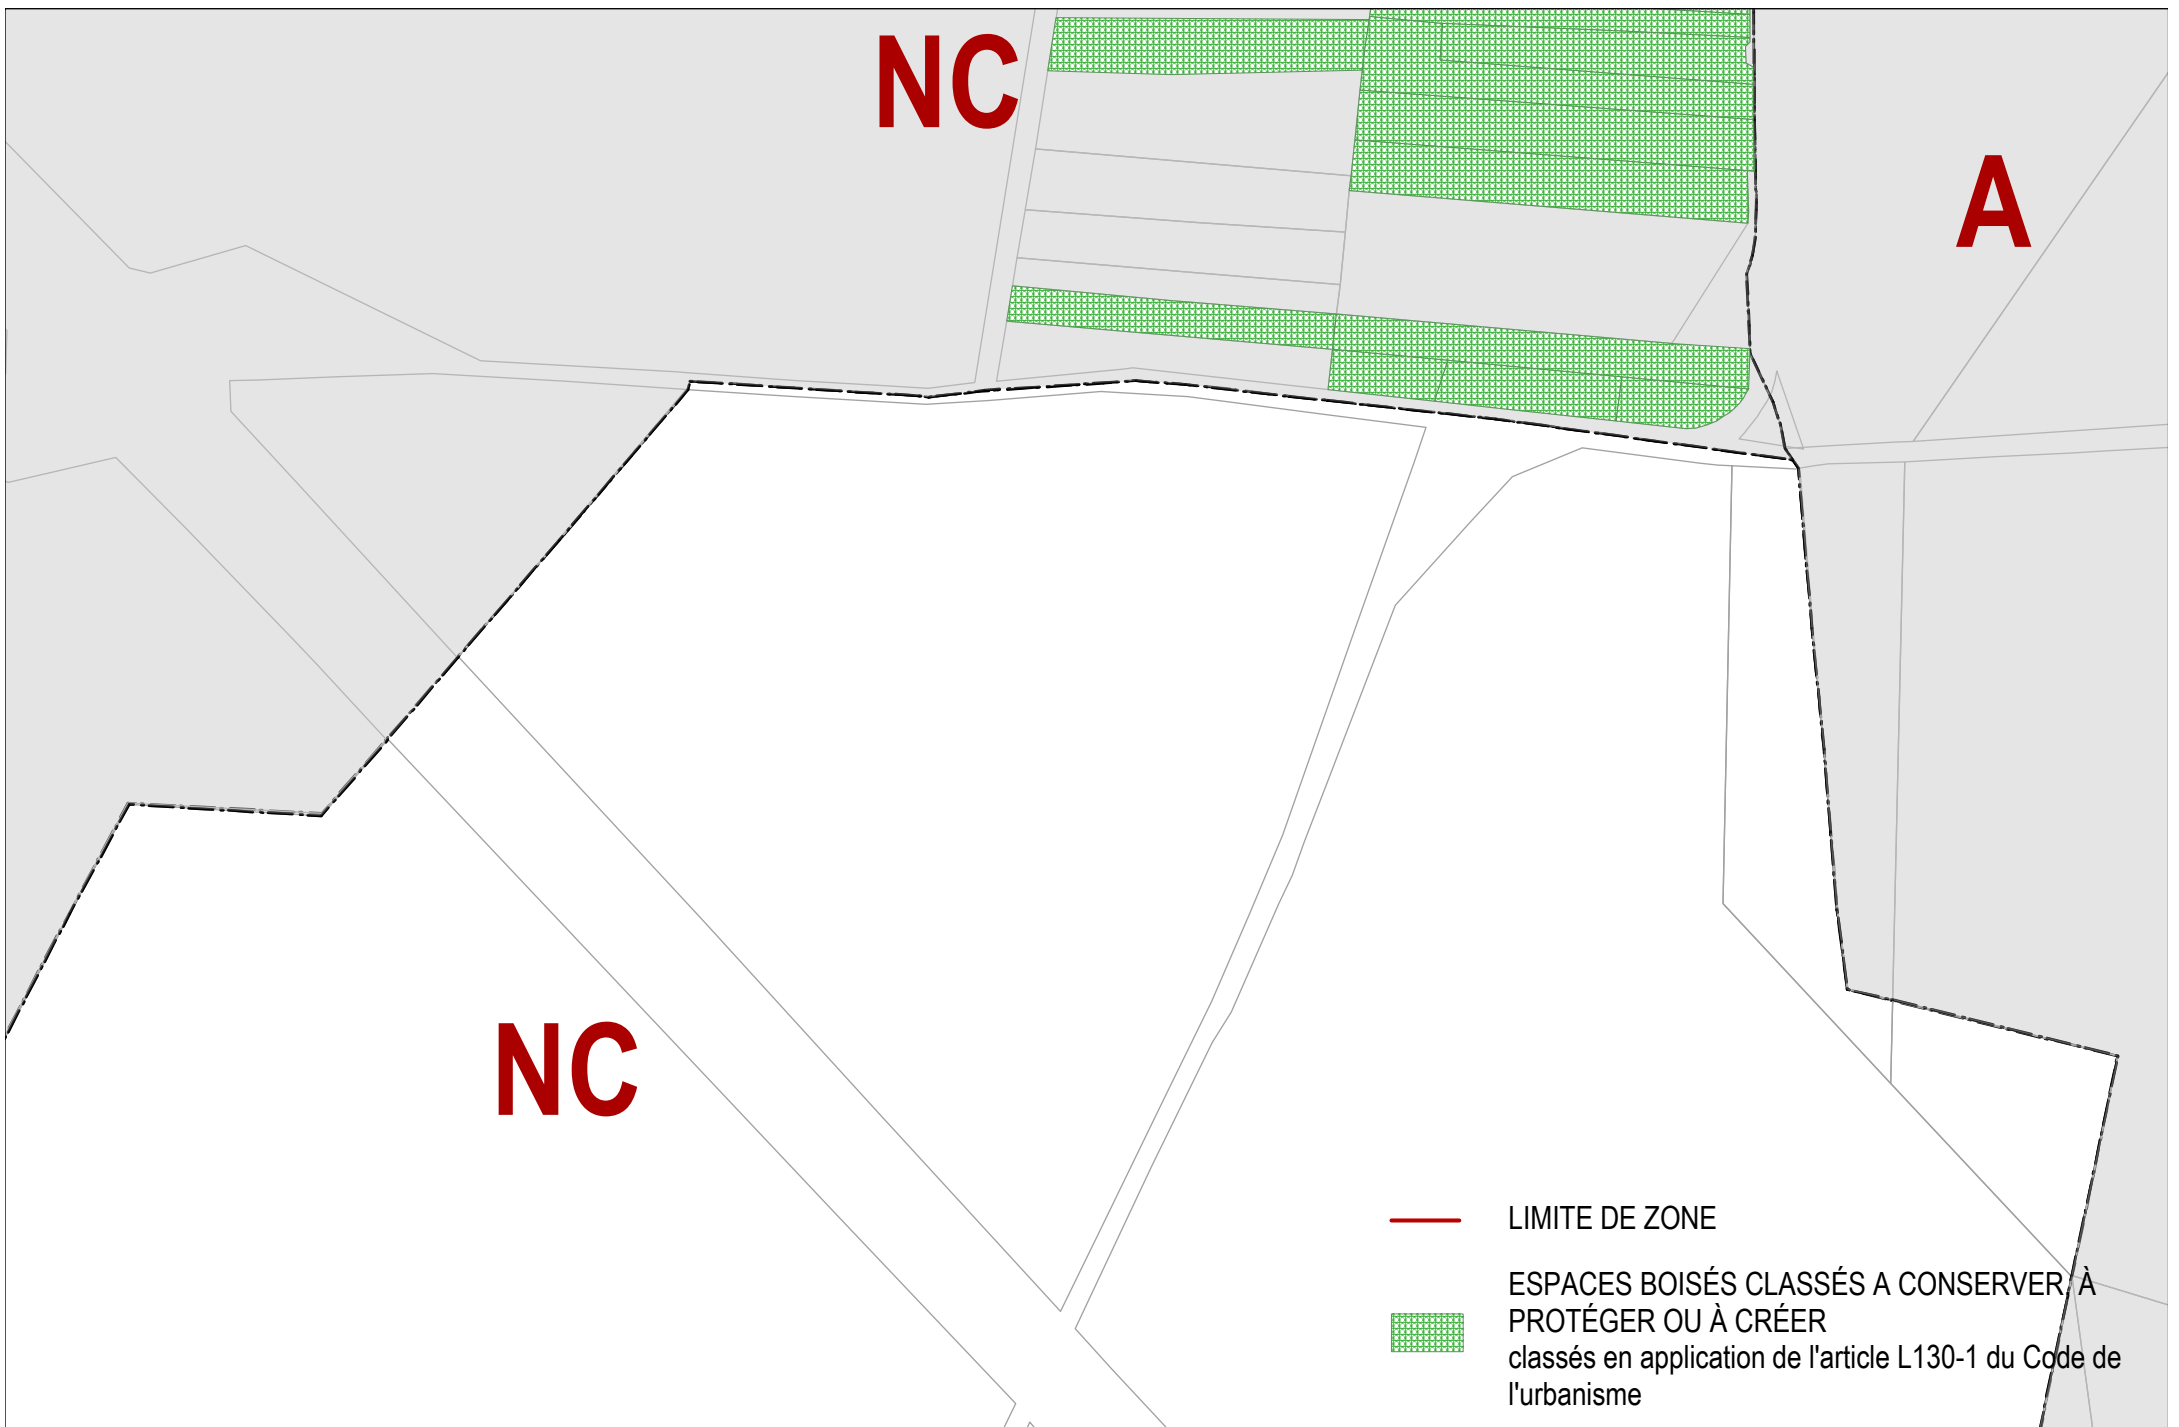 NC
A
NC
LIMITE DE ZONE
ESPACES BOISÉS CLASSÉS A CONSERVER, À
PROTÉGER OU À CRÉER
classés en application de l'article L130-1 du Code de
l'urbanisme